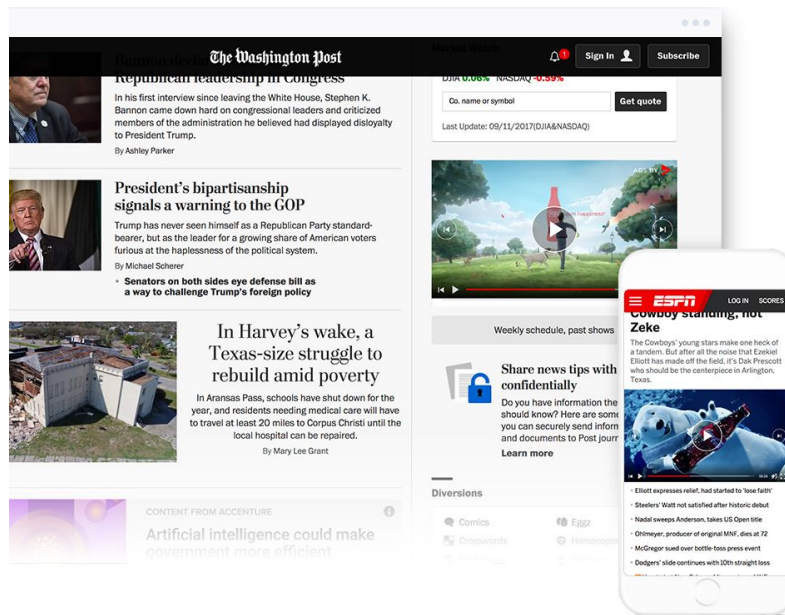 The Washington Post
1
Sign In
Subscribe
Bannon
Republican leadership in Congress
In his first interview since leaving the White House, Stephen K.
Bannon came down hard on congressional leaders and criticized
members of the administration he believed had displayed disloyalty
to President Trump.
By Ashley Parker
President's bipartisanship
signals a warning to the GOP
Trump has never seen himself as a Republican Party standard-
bearer, but as the leader for a growing share of American voters
furious at the haplessness of the political system.
By Michael Scherer
Senators on both sides eye defense bill as
a way to challenge Trump's foreign policy
In Harvey's wake, a
Texas-size struggle to
rebuild amid poverty
In Aransas Pass, schools have shut down for the
year, and residents needing medical care will have
to travel at least 20 miles to Corpus Christi until the
local hospital can be repaired.
By Mary Lee Grant
CONTENT FROM ACCENTURE
Artificial intelligence could make
government more efficient
Market Watch
DJIA 0.06% NASDAQ -0.59%
Co. name or symbol
Get quote
Last Update: 09/11/2017(DJIA&NASDAQ)
ADS BY
Weekly schedule, past shows
Share news tips with
confidentially
Do you have information the
should know? Here are some
you can securely send inform
and documents to Post journ
Learn more
Diversions
Comics
Eggz
Crosswords
Horoscopes
ESPN
LOG IN
SCORES
Cowboy standing, not
Zeke
The Cowboys' young stars make one heck of
a tandem. But after all the noise that Ezekiel
Elliott has made off the field, it's Dak Prescott
who should be the centerpiece in Arlington,
Texas.
Elliott expresses relief, had started to 'lose faith'
Steelers' Watt not satisfied after historic debut
Nadal sweeps Anderson, takes US Open title
Ohlmeyer, producer of original MNF, dies at 72
McGregor sued over bottle-toss press event
Dodgers' slide continues with 10th straight loss